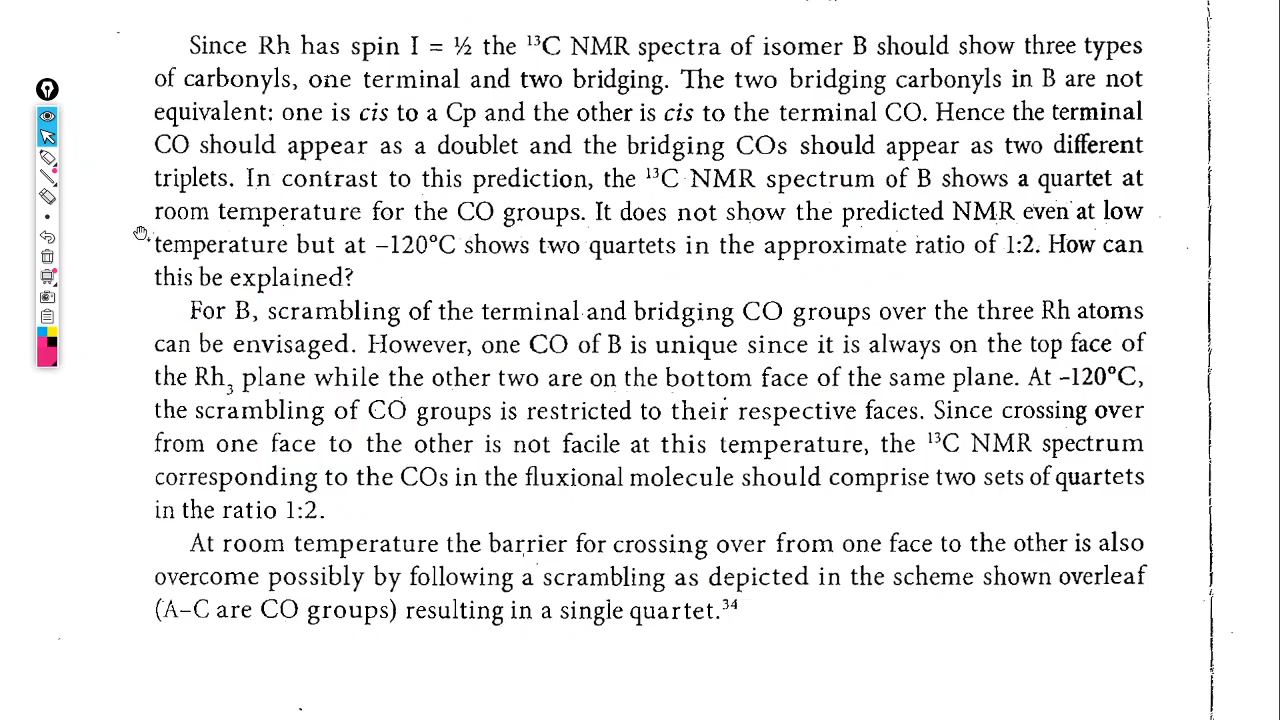 Since Rh has spin I = ½ the ¹³C NMR spectra of isomer B should show three types
of carbonyls, one terminal and two bridging. The two bridging carbonyls in B are not
equivalent: one is cis to a Cp and the other is cis to the terminal CO. Hence the terminal
CO should appear as a doublet and the bridging COs should appear as two different
triplets. In contrast to this prediction, the ¹³C NMR spectrum of B shows a quartet at
room temperature for the CO groups. It does not show the predicted NMR even at low
temperature but at –120°C shows two quartets in the approximate ratio of 1:2. How can
this be explained?
For B, scrambling of the terminal and bridging CO groups over the three Rh atoms
can be envisaged. However, one CO of B is unique since it is always on the top face of
the Rh₃ plane while the other two are on the bottom face of the same plane. At –120°C,
the scrambling of CO groups is restricted to their respective faces. Since crossing over
from one face to the other is not facile at this temperature, the ¹³C NMR spectrum
corresponding to the COs in the fluxional molecule should comprise two sets of quartets
in the ratio 1:2.
At room temperature the barrier for crossing over from one face to the other is also
overcome possibly by following a scrambling as depicted in the scheme shown overleaf
(A–C are CO groups) resulting in a single quartet.³⁴